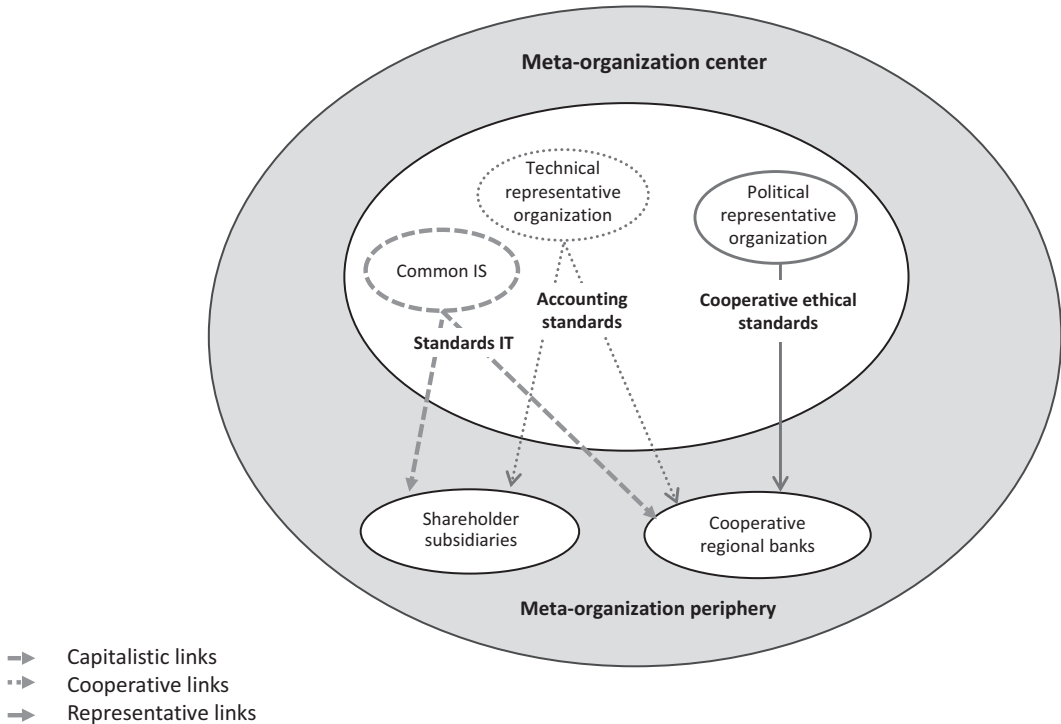 Meta-organization center
Technical
representative
organization
Political
representative
organization
Common IS
Accounting
standards
Cooperative ethical
standards
Standards IT
Shareholder
subsidiaries
Cooperative
regional banks
Meta-organization periphery
Capitalistic links
Cooperative links
Representative links